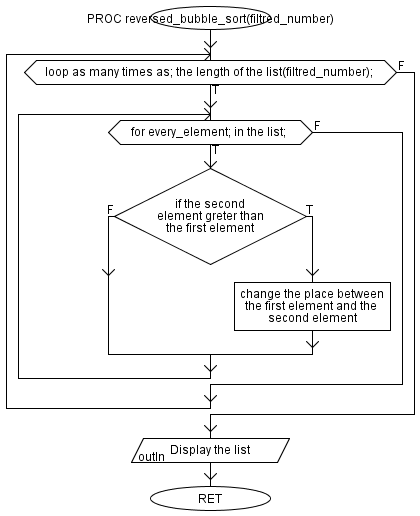 PROC reversed_bubble_sort(filtred_number)
loop as many times as; the length of the list(filtred_number);
F
T
for every_element; in the list;
F
T
if the second
element greter than
the first element
F
T
change the place between
the first element and the
second element
Display the list
outln
RET